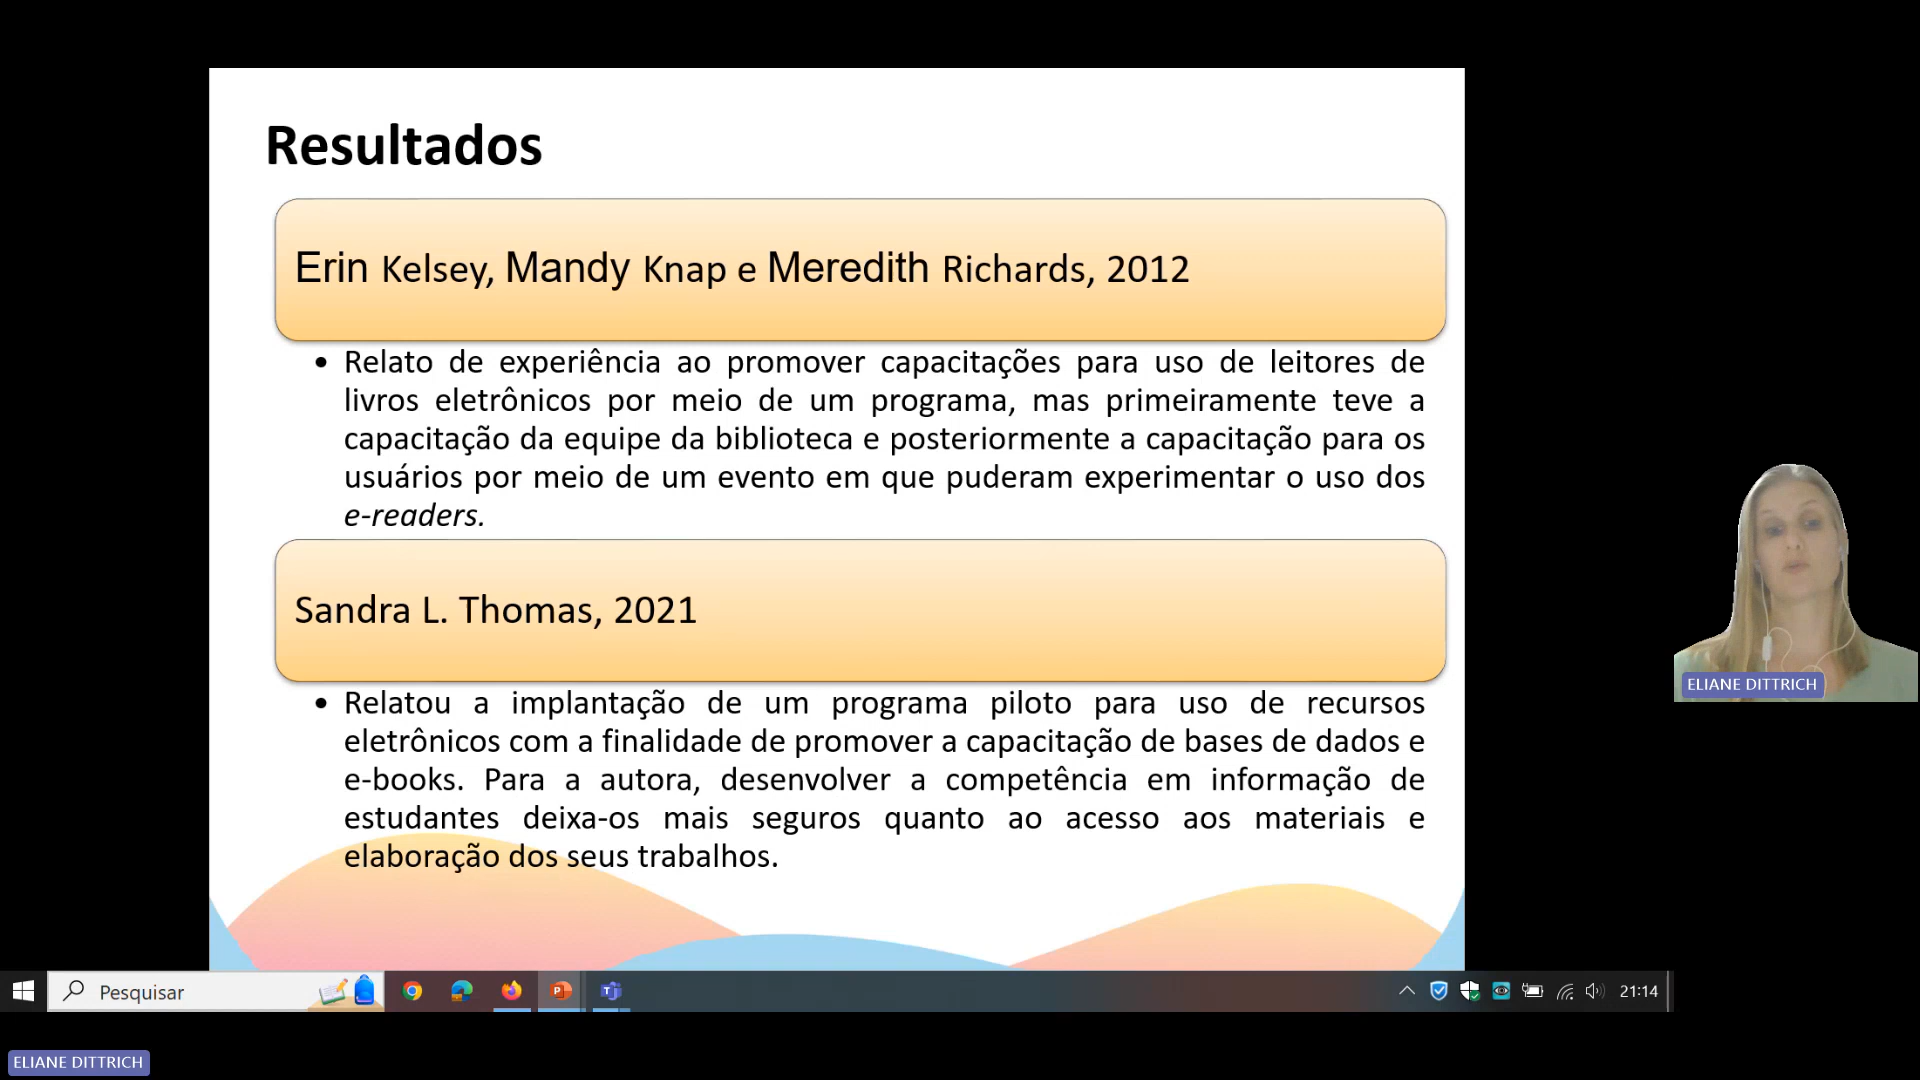 Resultados
Erin Kelsey, Mandy Knap e Meredith Richards, 2012
• Relato de experiência ao promover capacitações para uso de leitores de
livros eletrônicos por meio de um programa, mas primeiramente teve a
capacitação da equipe da biblioteca e posteriormente a capacitação para os
usuários por meio de um evento em que puderam experimentar o uso dos
e-readers.
Sandra L. Thomas, 2021
• Relatou a implantação de um programa piloto para uso de recursos
eletrônicos com a finalidade de promover a capacitação de bases de dados e
e-books. Para a autora, desenvolver a competência em informação de
estudantes deixa-os mais seguros quanto ao acesso aos materiais e
elaboração dos seus trabalhos.
ELIANE DITTRICH
Pesquisar
21:14
ELIANE DITTRICH